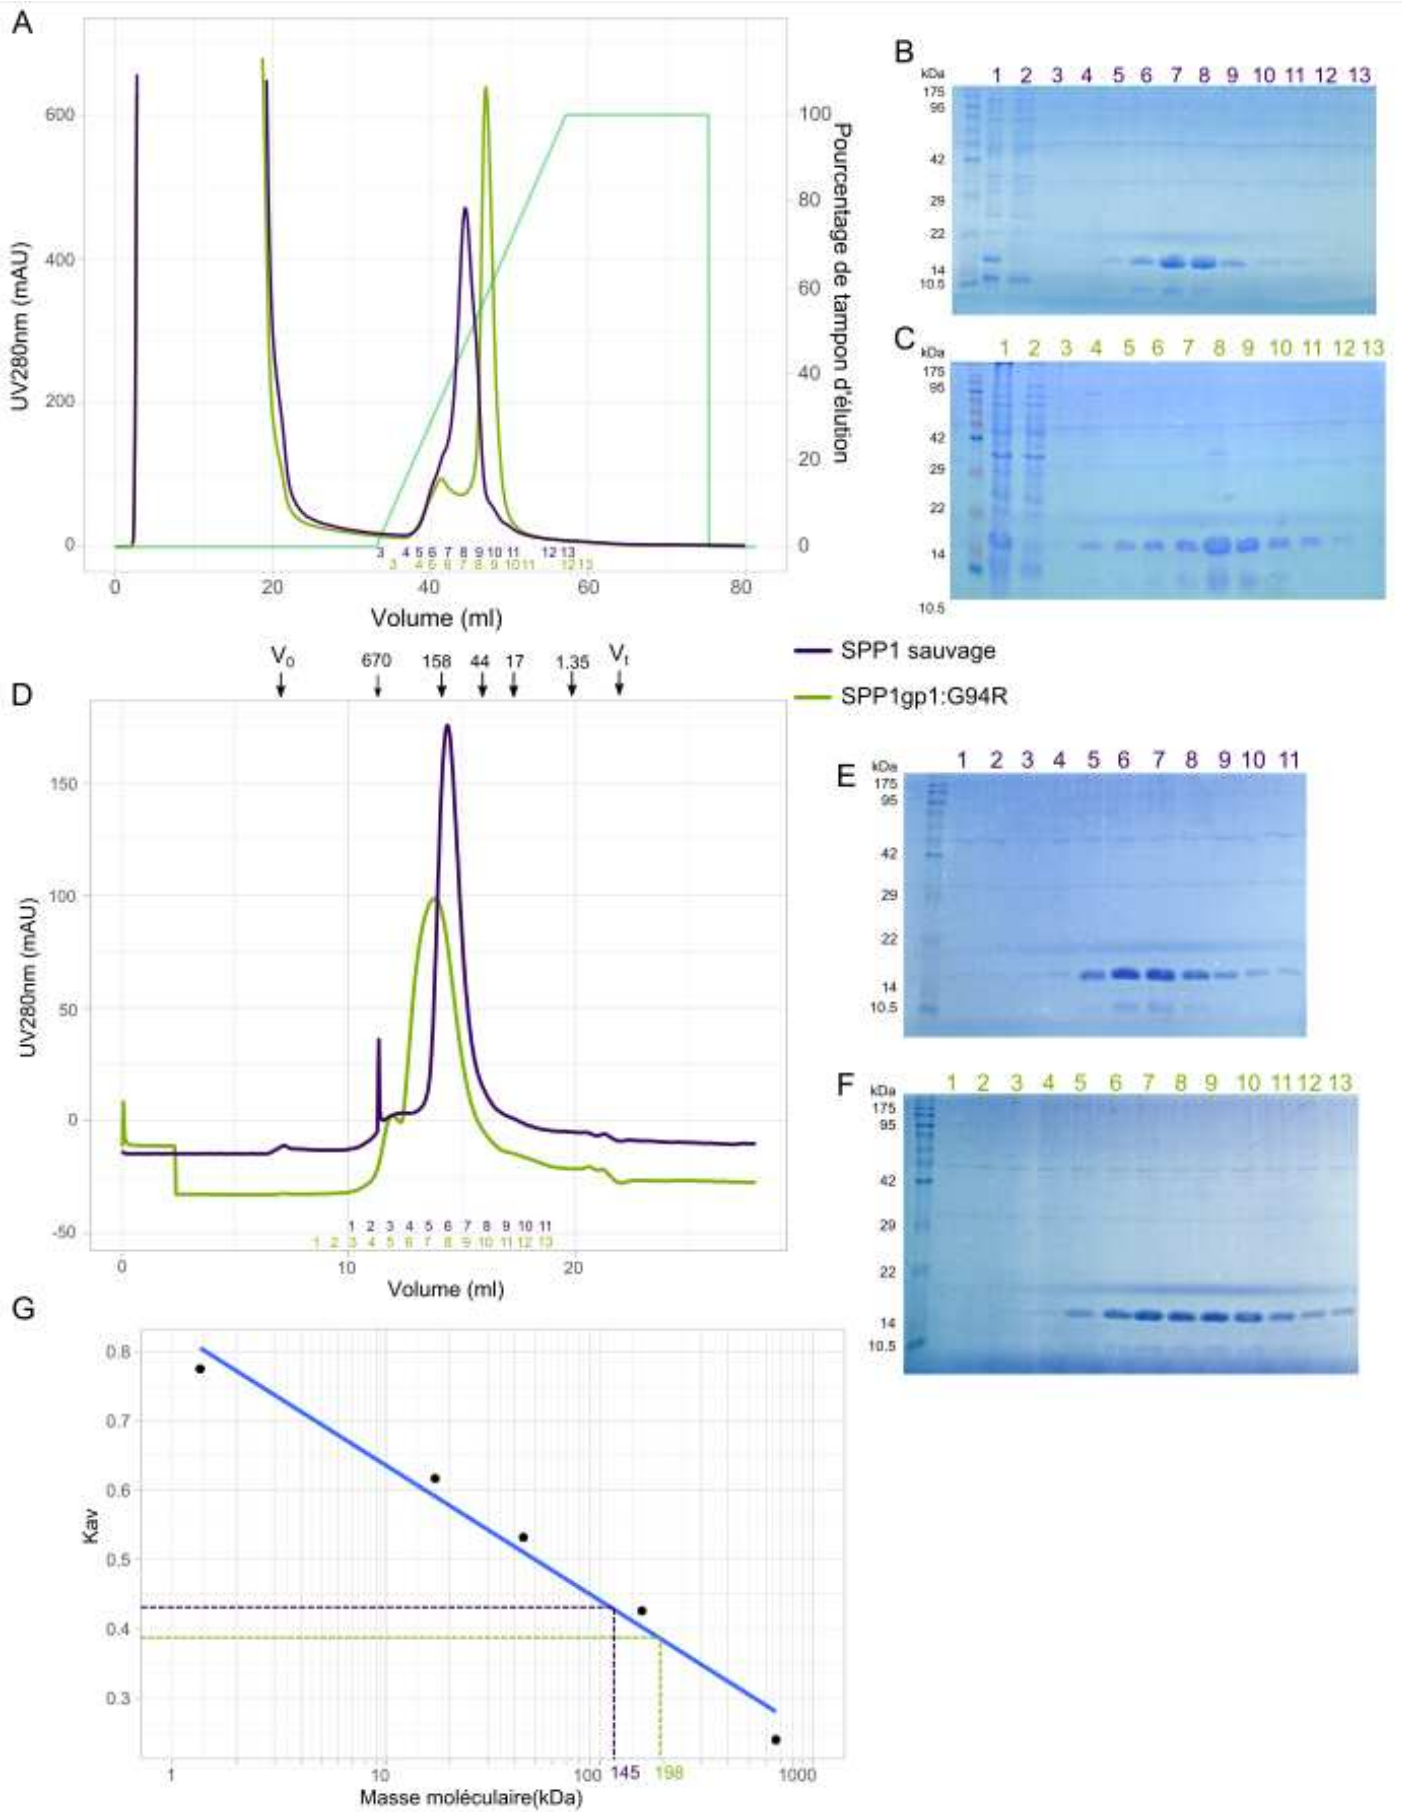 A
UV280nm (mAU)
600
400
200
0
100
80
60
40
20
0
Pourcentage de tampon d'élution
3 4 5 6 7 8 9 10 11 12 13
3 4 5 6 7 8 9 10 11 12 13
0 20 40 60 80
Volume (ml)
B
kDa 1 2 3 4 5 6 7 8 9 10 11 12 13
175
95
42
29
22
14
10.5
C
kDa 1 2 3 4 5 6 7 8 9 10 11 12 13
175
95
42
29
22
14
10.5
SPP1 sauvage
SPP1gp1:G94R
D
V0 670 158 44 17 1.35 Vt
UV280nm (mAU)
150
100
50
0
-50
1 2 3 4 5 6 7 8 9 10 11
1 2 3 4 5 6 7 8 9 10 11 12 13
0 10 20
Volume (ml)
E
kDa 1 2 3 4 5 6 7 8 9 10 11
175
95
42
29
22
14
10.5
F
kDa 1 2 3 4 5 6 7 8 9 10 11 12 13
175
95
42
29
22
14
10.5
G
Kav
0.8
0.7
0.6
0.5
0.4
0.3
1 10 100 145 198 1000
Masse moléculaire(kDa)